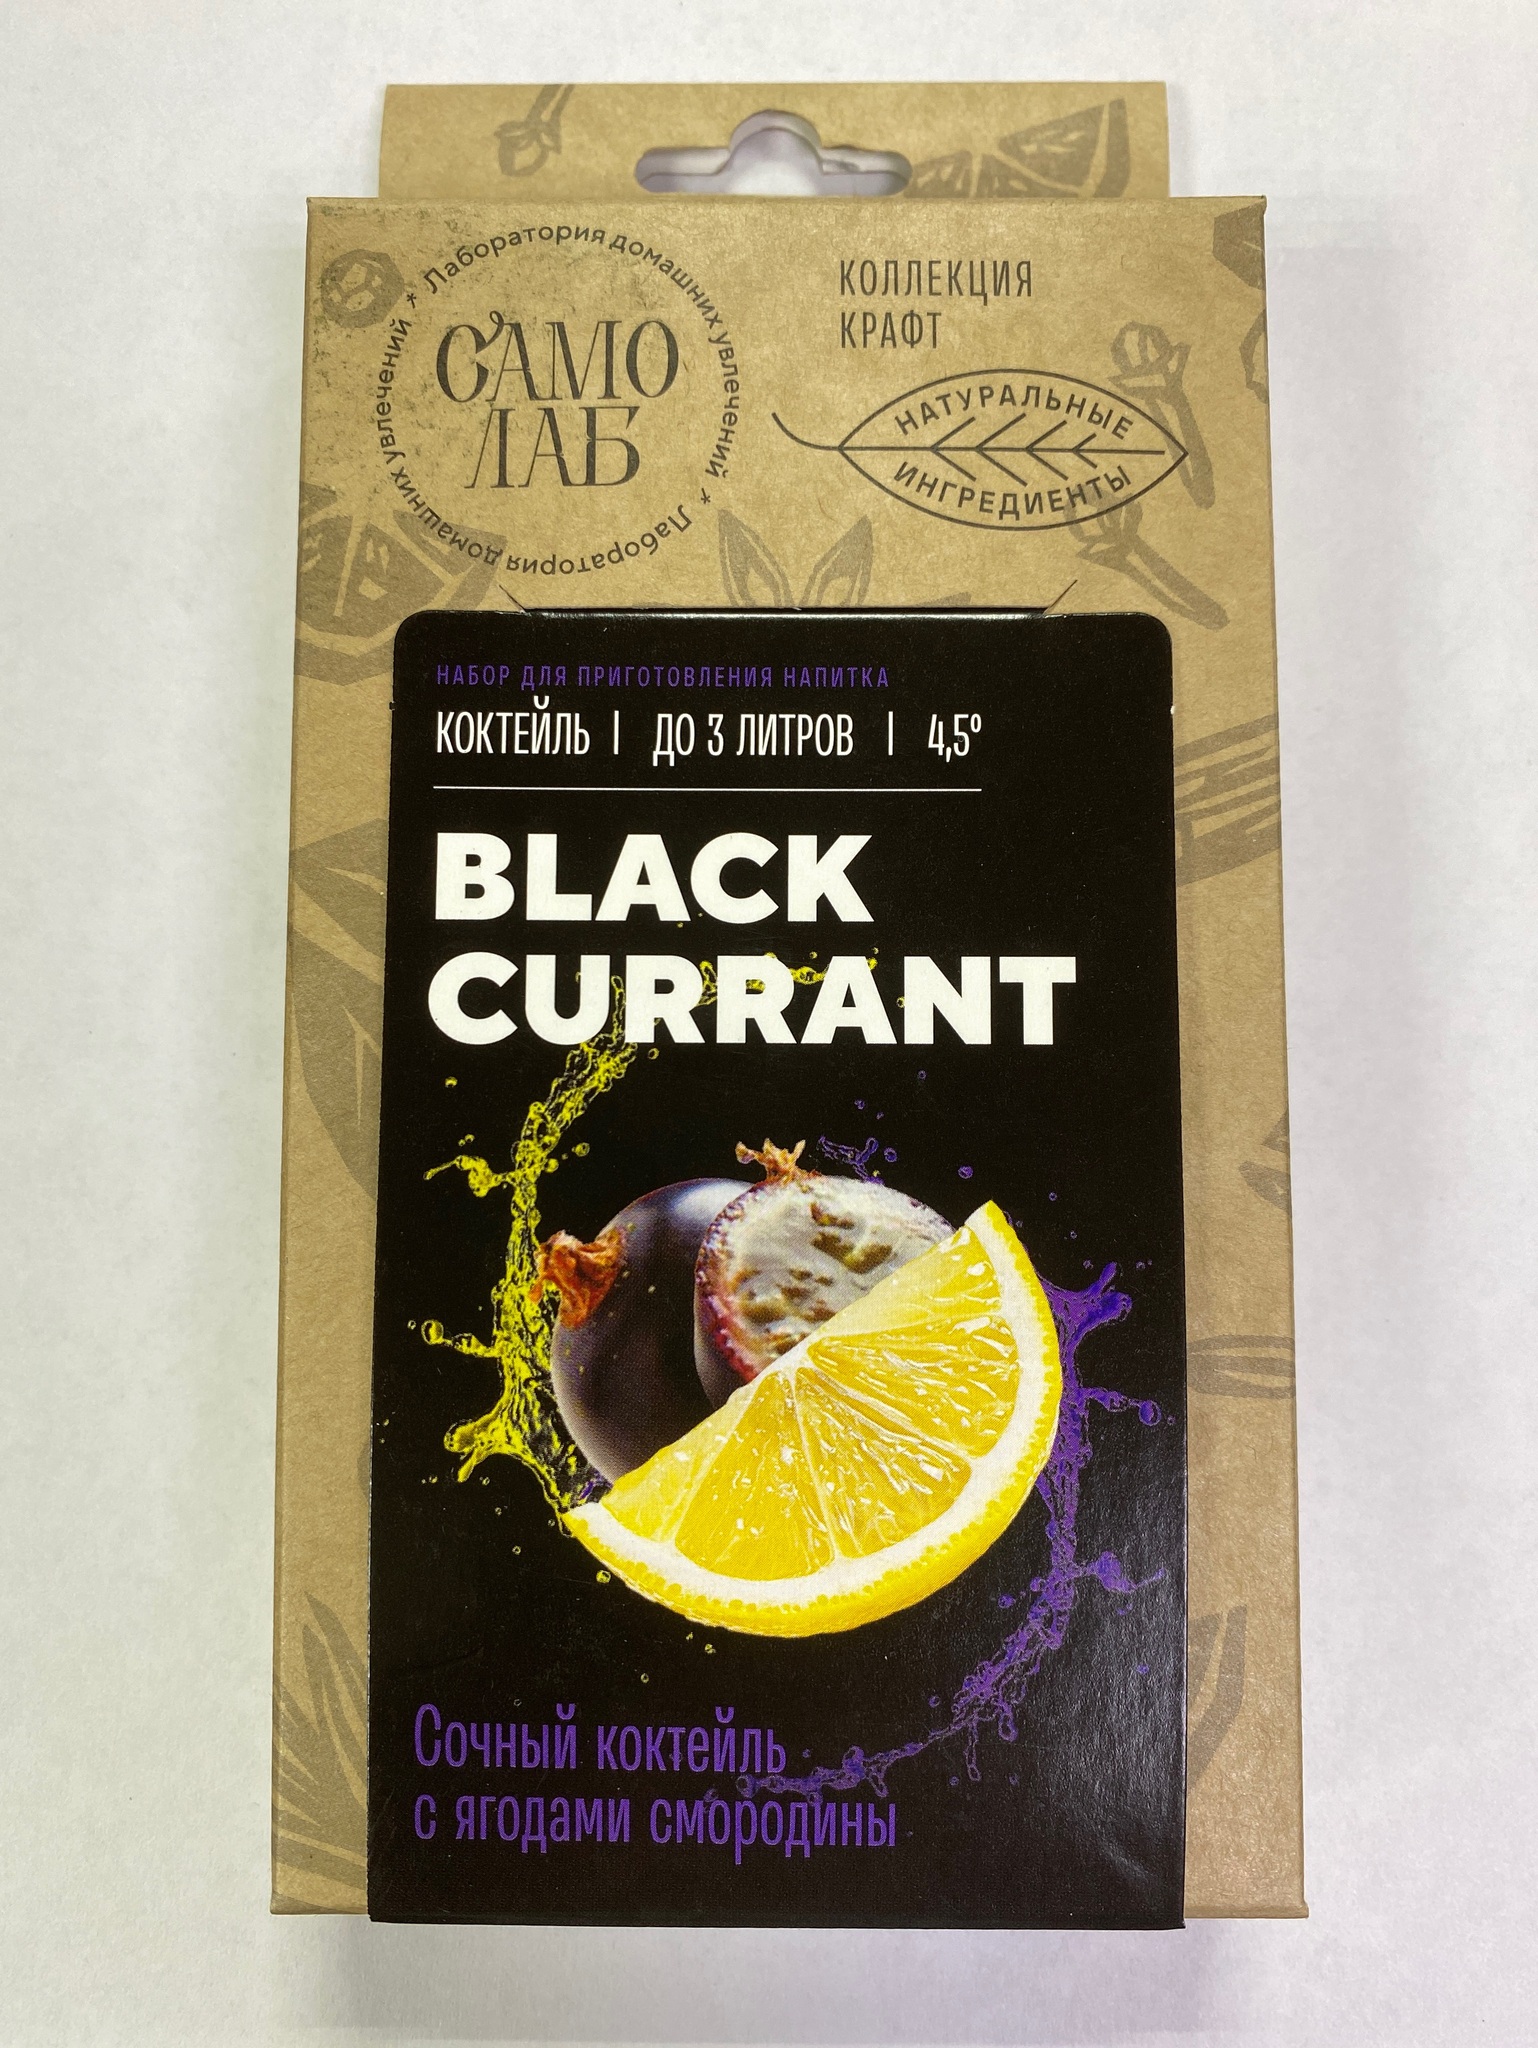 * Лаборатория домашних увлечений * Лаборатория домашних увлечений
САМО
ЛАБ
КОЛЛЕКЦИЯ
КРАФТ
НАТУРАЛЬНЫЕ
ИНГРЕДИЕНТЫ
НАБОР ДЛЯ ПРИГОТОВЛЕНИЯ НАПИТКА
КОКТЕЙЛЬ | ДО 3 ЛИТРОВ | 4,5°
BLACK
CURRANT
Сочный коктейль
с ягодами смородины